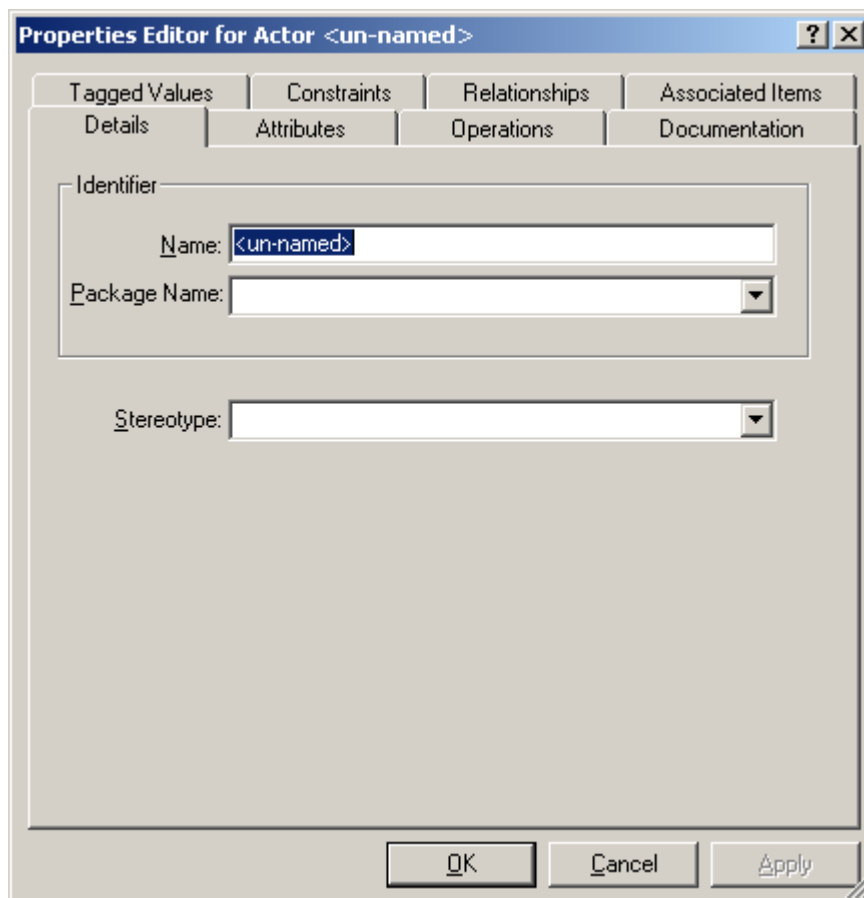 Properties Editor for Actor <un-named>
Tagged Values Constraints Relationships Associated Items
Details Attributes Operations Documentation
Identifier
Name: <un-named>
Package Name:
Stereotype:
OK Cancel Apply